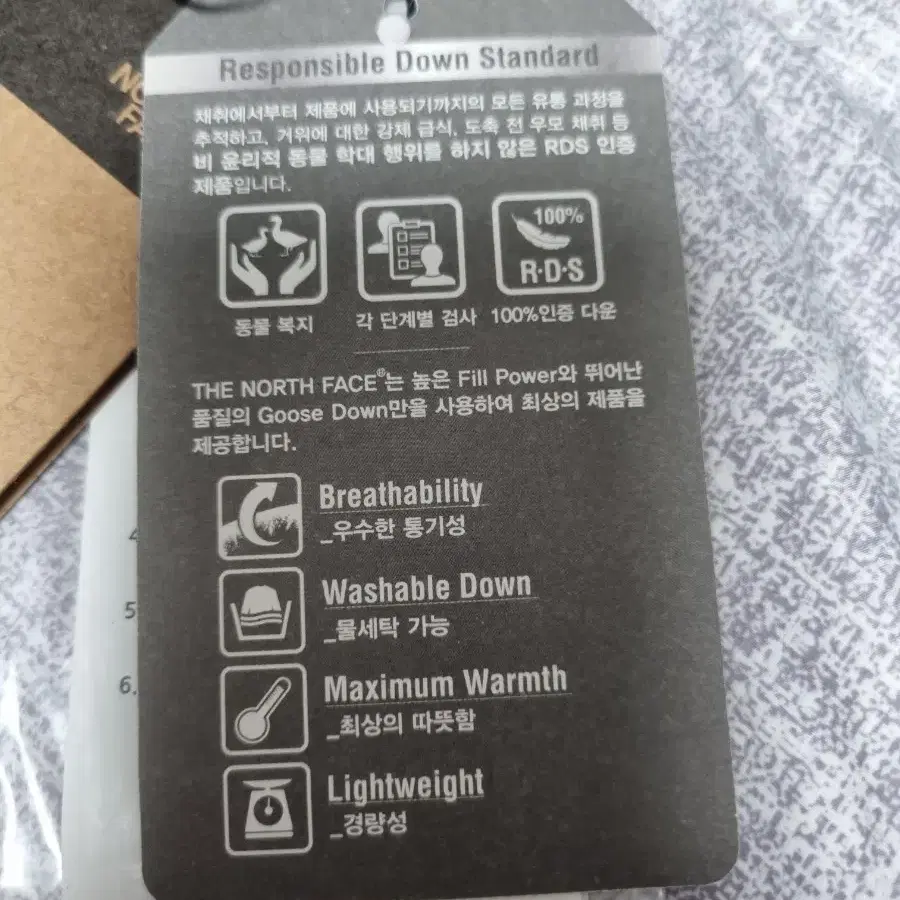 NO
FA
Responsible Down Standard
채취에서부터 제품에 사용되기까지의 모든 유통 과정을
추적하고, 거위에 대한 강제 급식, 도축 전 우모 채취 등
비 윤리적 동물 학대 행위를 하지 않은 RDS 인증
제품입니다.
100%
R·D·S
동물 복지 각 단계별 검사 100%인증 다운
THE NORTH FACE®는 높은 Fill Power와 뛰어난
품질의 Goose Down만을 사용하여 최상의 제품을
제공합니다.
Breathability
_우수한 통기성
Washable Down
_물세탁 가능
Maximum Warmth
_최상의 따뜻함
Lightweight
_경량성
4
5
6.